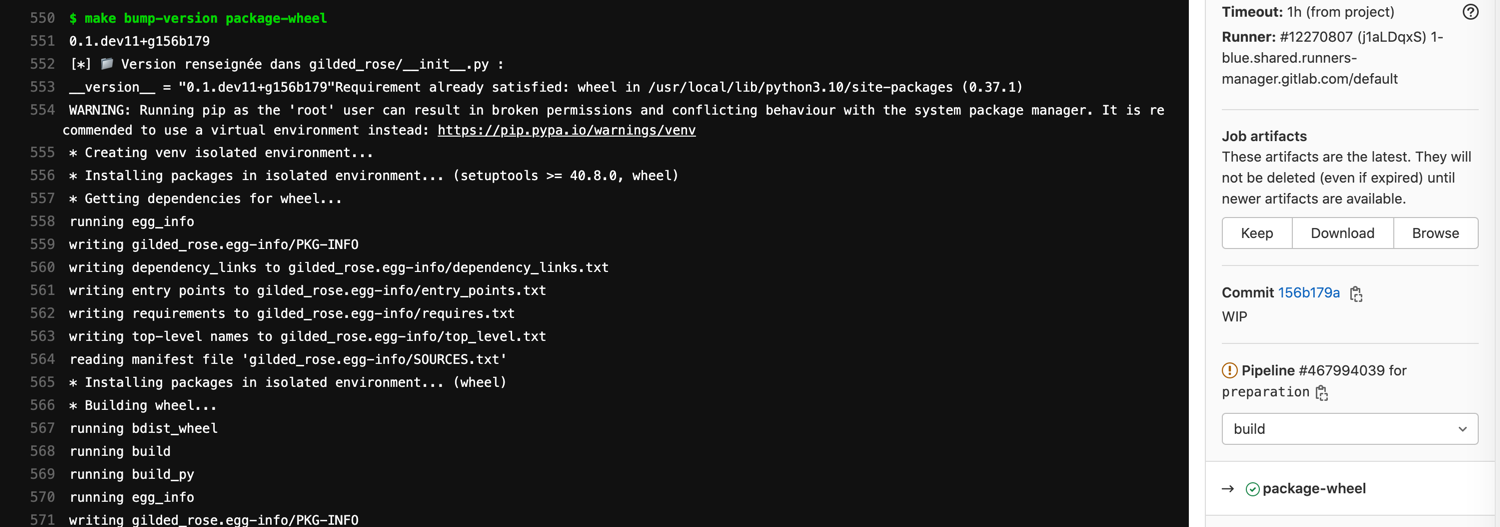 550 $ make bump-version package-wheel
551 0.1.dev11+g156b179
552 [*] Version renseignée dans gilded_rose/__init__.py :
553 __version__ = "0.1.dev11+g156b179"Requirement already satisfied: wheel in /usr/local/lib/python3.10/site-packages (0.37.1)
554 WARNING: Running pip as the 'root' user can result in broken permissions and conflicting behaviour with the system package manager. It is re
commended to use a virtual environment instead: https://pip.pypa.io/warnings/venv
555 * Creating venv isolated environment...
556 * Installing packages in isolated environment... (setuptools >= 40.8.0, wheel)
557 * Getting dependencies for wheel...
558 running egg_info
559 writing gilded_rose.egg-info/PKG-INFO
560 writing dependency_links to gilded_rose.egg-info/dependency_links.txt
561 writing entry points to gilded_rose.egg-info/entry_points.txt
562 writing requirements to gilded_rose.egg-info/requires.txt
563 writing top-level names to gilded_rose.egg-info/top_level.txt
564 reading manifest file 'gilded_rose.egg-info/SOURCES.txt'
565 * Installing packages in isolated environment... (wheel)
566 * Building wheel...
567 running bdist_wheel
568 running build
569 running build_py
570 running egg_info
571 writing gilded_rose.egg-info/PKG-INFO
Timeout: 1h (from project)
Runner: #12270807 (j1aLDqxS) 1-
blue.shared.runners-
manager.gitlab.com/default
Job artifacts
These artifacts are the latest. They will
not be deleted (even if expired) until
newer artifacts are available.
Keep Download Browse
Commit 156b179a
WIP
Pipeline #467994039 for
preparation
build
→ package-wheel